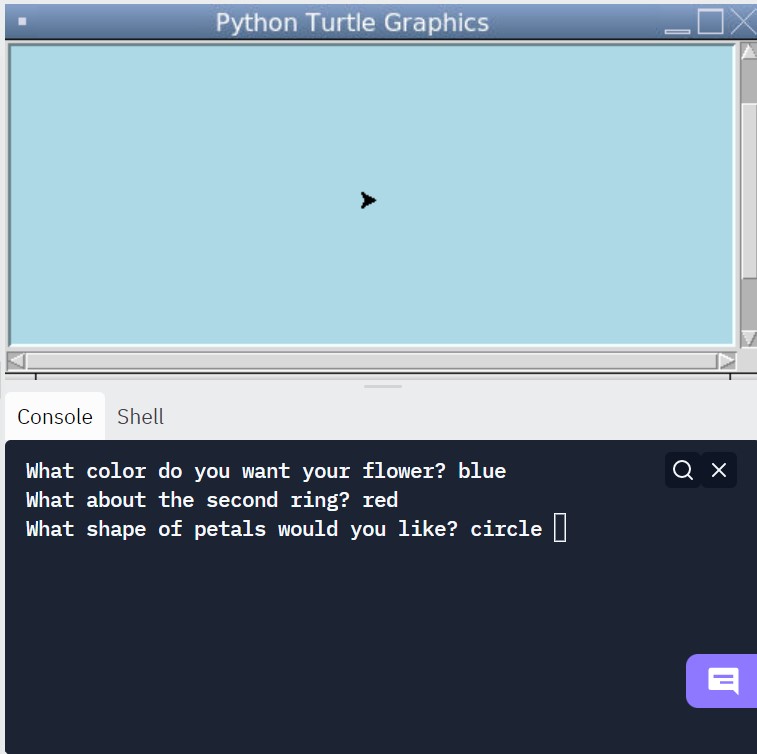 Python Turtle Graphics
Console Shell
What color do you want your flower? blue
What about the second ring? red
What shape of petals would you like? circle